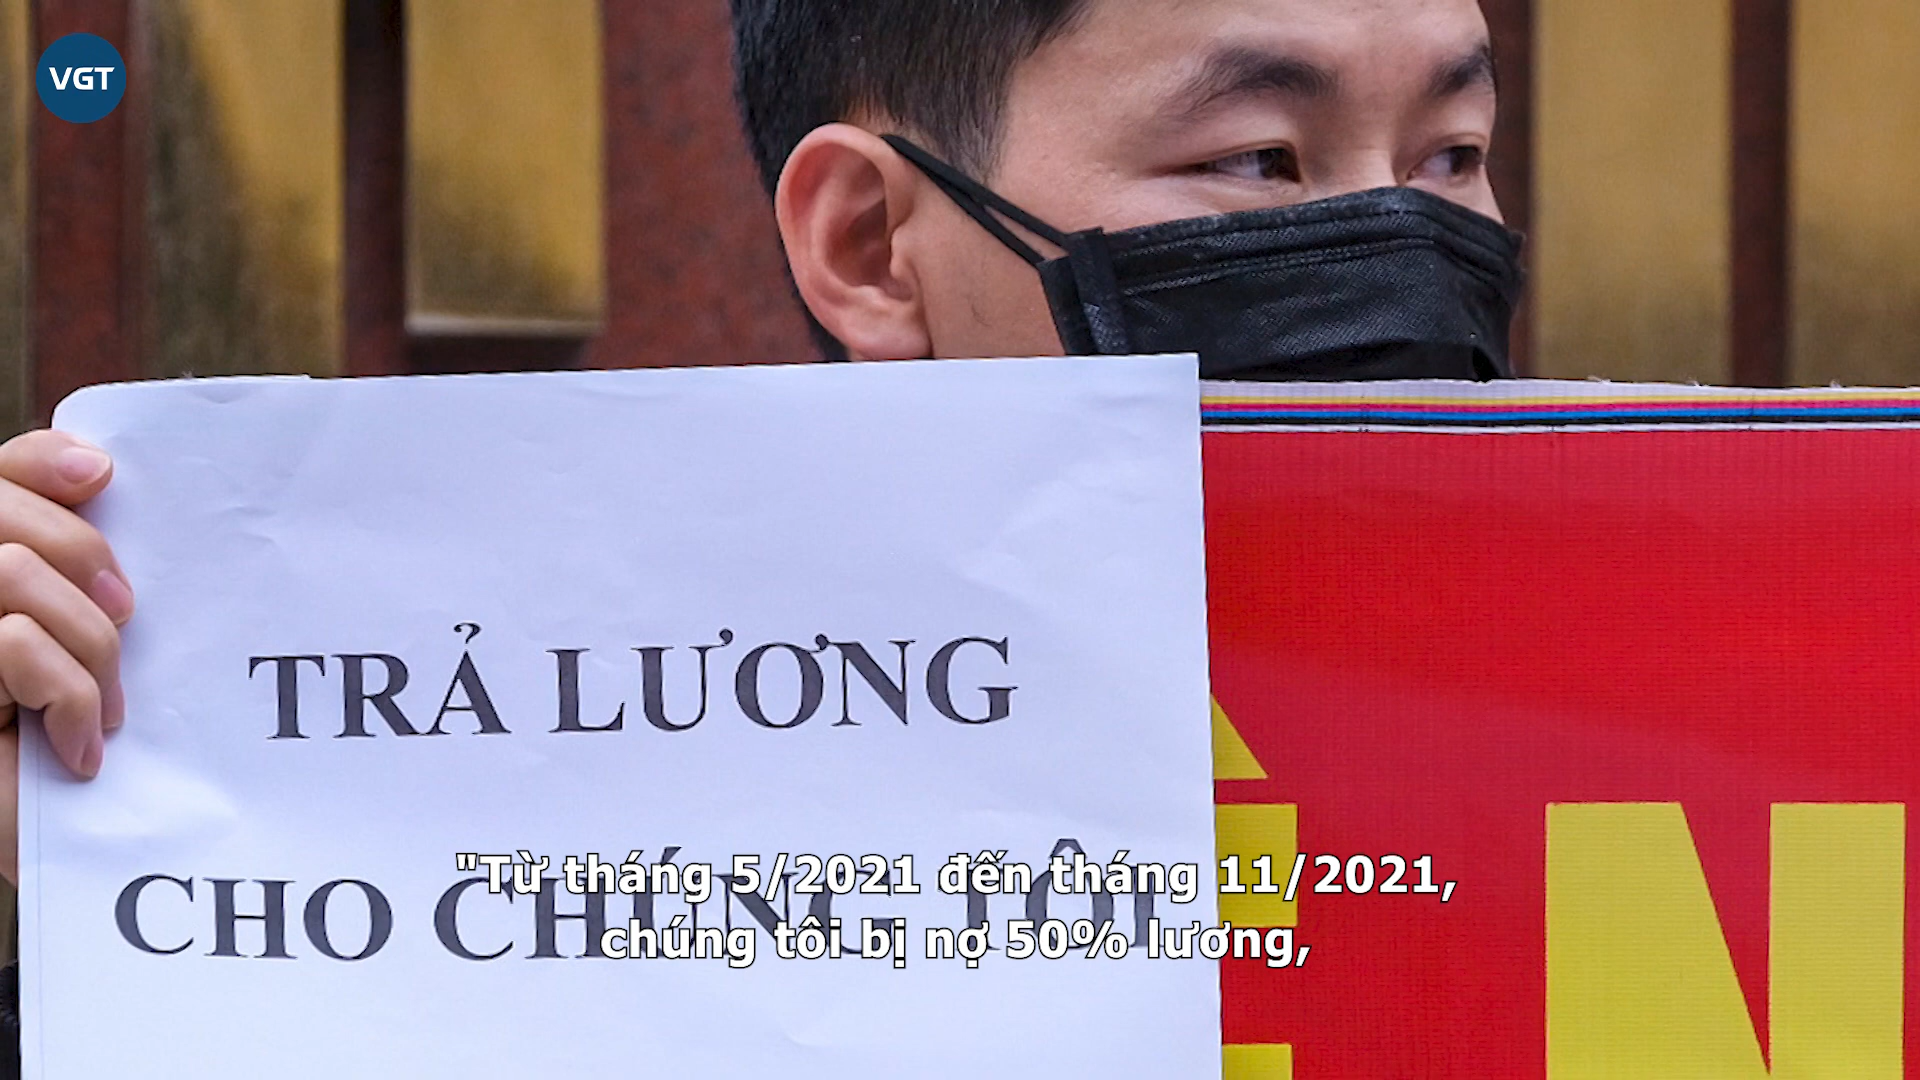 VGT
TRẢ LƯƠNG
CHO CHÚNG TÔI
"Từ tháng 5/2021 đến tháng 11/2021,
chúng tôi bị nợ 50% lương,